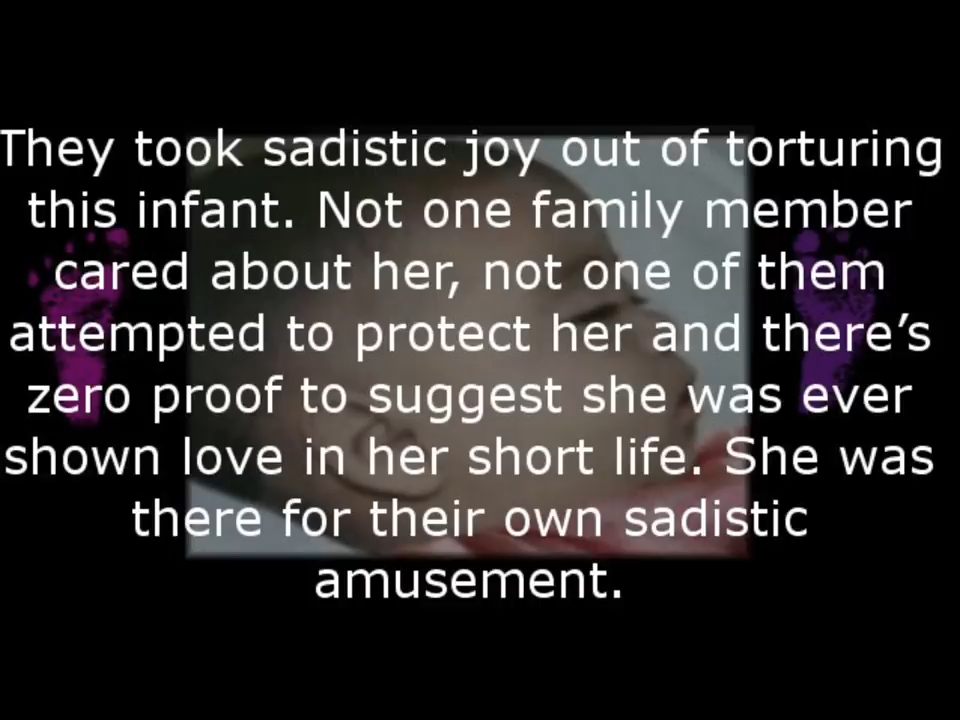 They took sadistic joy out of torturing
this infant. Not one family member
cared about her, not one of them
attempted to protect her and there’s
zero proof to suggest she was ever
shown love in her short life. She was
there for their own sadistic
amusement.